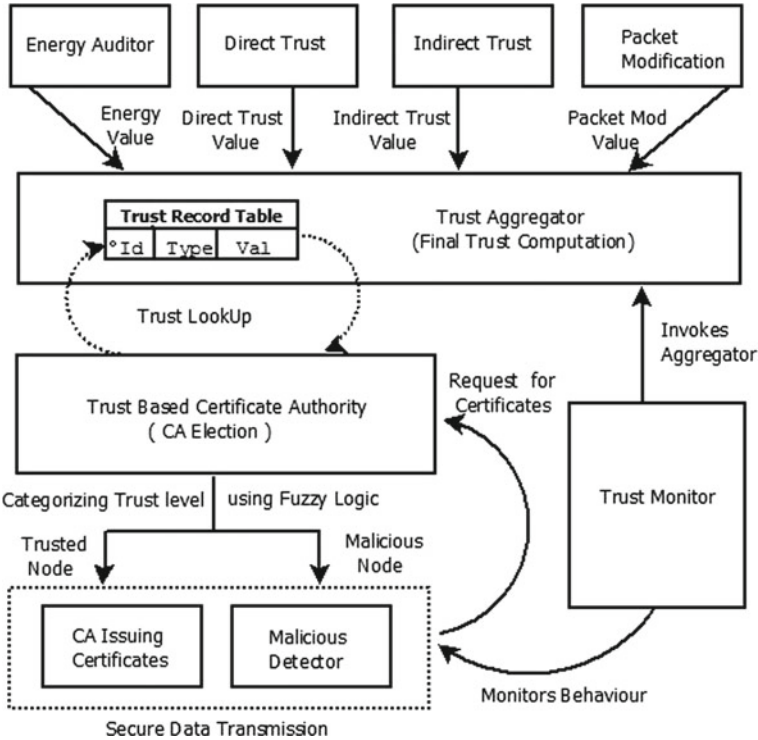 Energy Auditor
Direct Trust
Indirect Trust
Packet
Modification
Energy
Value
Direct Trust
Value
Indirect Trust
Value
Packet Mod
Value
Trust Record Table
°Id Type Val
Trust Aggregator
(Final Trust Computation)
Trust LookUp
Invokes
Aggregator
Trust Based Certificate Authority
( CA Election )
Request for
Certificates
Trust Monitor
Categorizing Trust level using Fuzzy Logic
Trusted
Node
Malicious
Node
CA Issuing
Certificates
Malicious
Detector
Monitors Behaviour
Secure Data Transmission